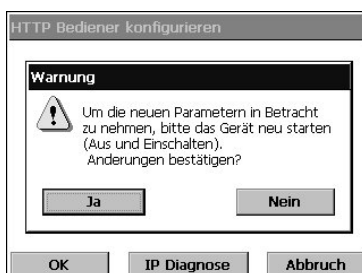 HTTP Bediener konfigurieren
Warnung
Um die neuen Parametern in Betracht
zu nehmen, bitte das Gerät neu starten
(Aus und Einschalten).
Anderungen bestätigen?
Ja Nein
OK IP Diagnose Abbruch